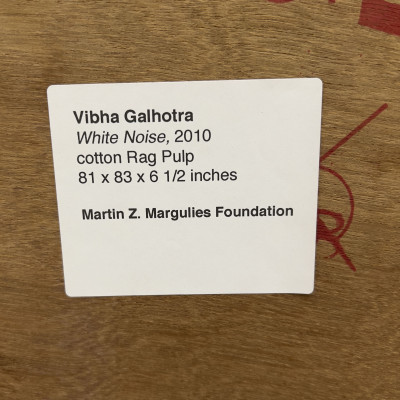 Vibha Galhotra
White Noise, 2010
cotton Rag Pulp
81 x 83 x 6 1/2 inches
Martin Z. Margulies Foundation